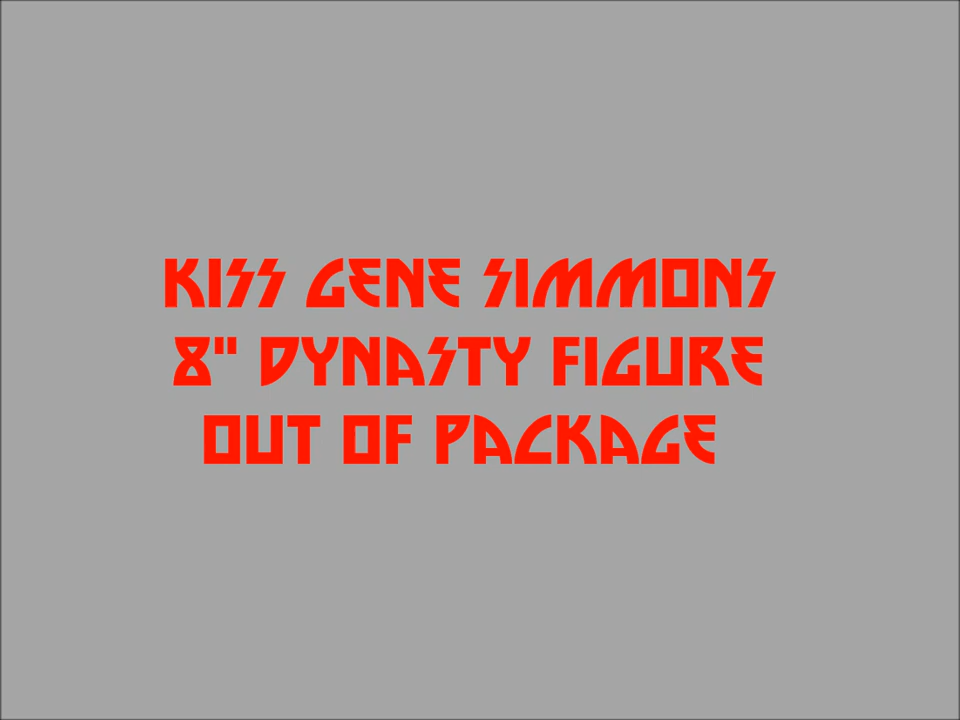 KISS GENE SIMMONS
8" DYNASTY FIGURE
OUT OF PACKAGE